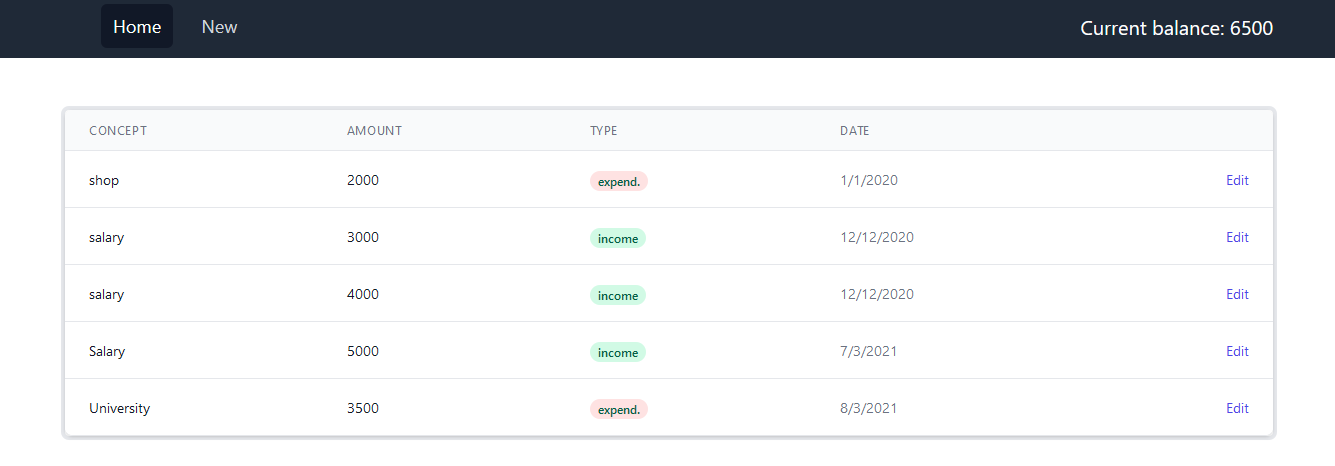 Home New Current balance: 6500
CONCEPT AMOUNT TYPE DATE
shop 2000 expend. 1/1/2020 Edit
salary 3000 income 12/12/2020 Edit
salary 4000 income 12/12/2020 Edit
Salary 5000 income 7/3/2021 Edit
University 3500 expend. 8/3/2021 Edit